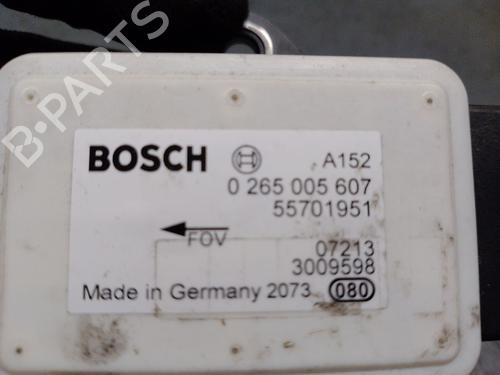 B-PARTS
BOSCH A152
0 265 005 607
55701951
FOV
07213
3009598
Made in Germany 2073 080